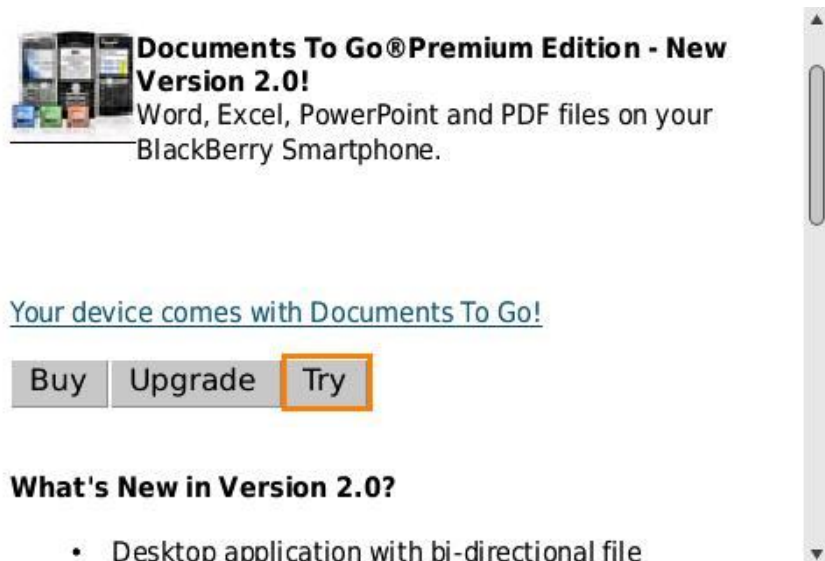 Documents To Go®Premium Edition - New
Version 2.0!
Word, Excel, PowerPoint and PDF files on your
BlackBerry Smartphone.
Your device comes with Documents To Go!
Buy Upgrade Try
What's New in Version 2.0?
• Desktop application with bi-directional file